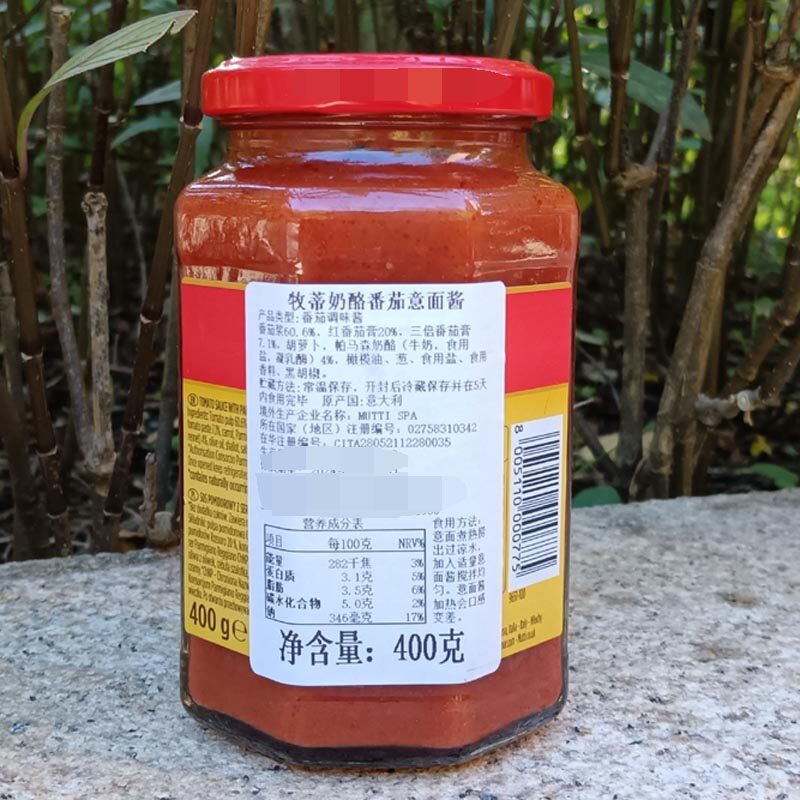 牧蒂奶酪番茄意面酱
产品类型:番茄调味酱
番茄浆60.6%，红番茄膏20%，三倍番茄膏
7.1%，胡萝卜，帕马森奶酪（牛奶，食用
盐，凝乳酶）4%，橄榄油、葱、食用盐、食用
香料、黑胡椒。
贮藏方法:常温保存，开封后冷藏保存并在5天
内食用完毕 原产国:意大利
境外生产企业名称: MUTTI SPA
所在国家（地区）注册编号:02758310342
在华注册编号: CITA28052112280035
营养成分表
项目 每100克 NRV%
能量 282千焦 3%
蛋白质 3.1克 5%
脂肪 3.5克 6%
碳水化合物 5.0克 2%
钠 346毫克 17%
食用方法:
意面煮热捞
出过凉水，
加入适量意
面酱搅拌均
匀。意面酱
加热会口感
变差。
净含量: 400克
TOMATO SAUCE WITH
400 g℮
8 005110 000775